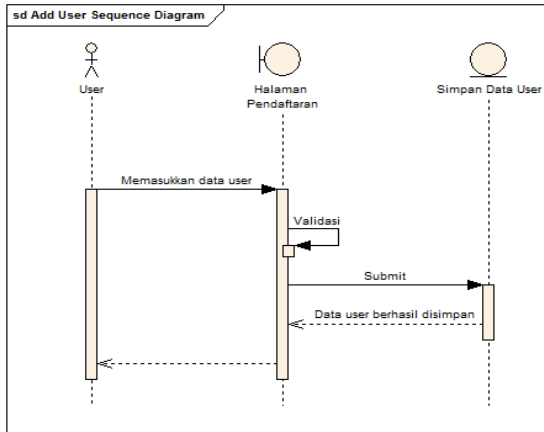 sd Add User Sequence Diagram
User
Halaman
Pendaftaran
Simpan Data User
Memasukkan data user
Validasi
Submit
Data user berhasil disimpan